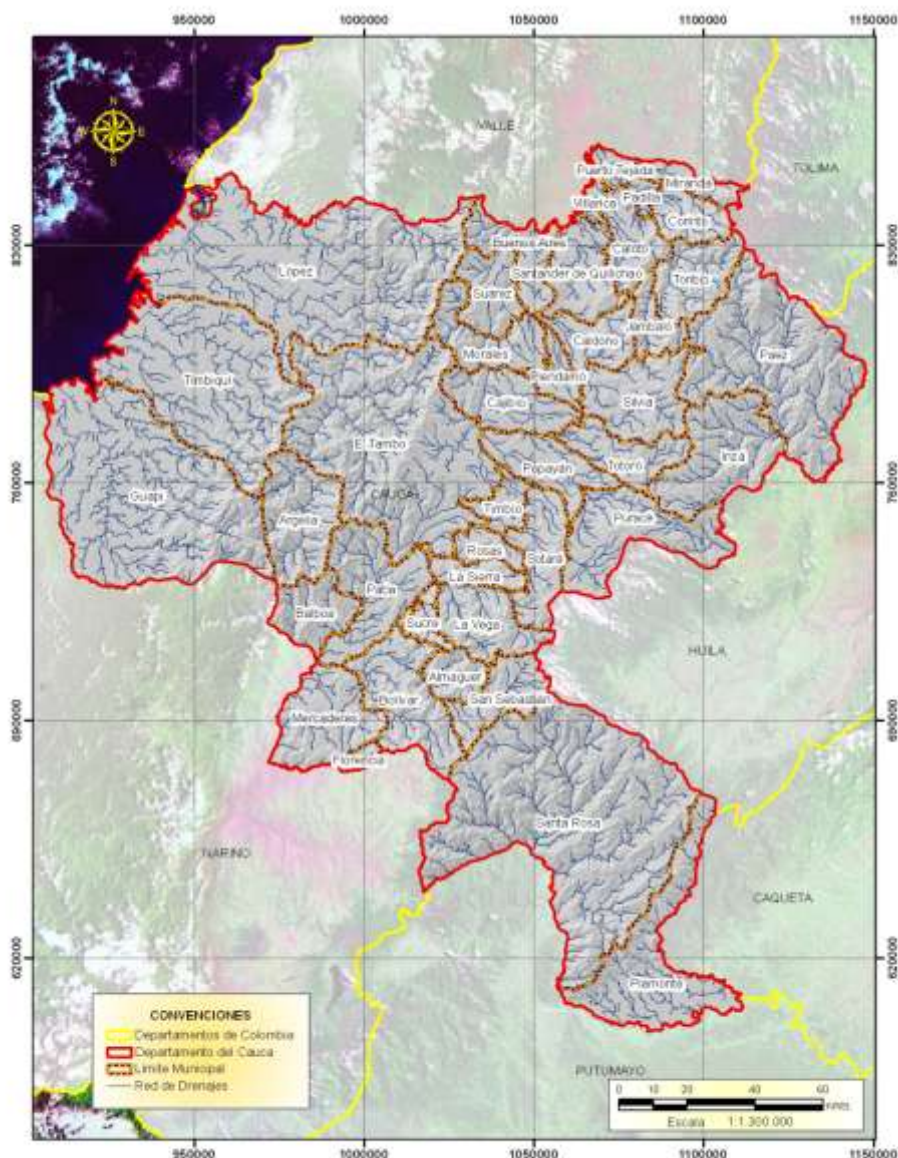 950000 1000000 1050000 1100000 1150000
N
W E
S
VALLE
TOLIMA
Puerto Tejada
Miranda
Padilla
Villarica
Corinto
830000 830000
Buenos Aires
Caloto
López
Santander de Quilichao
Toribio
Suárez
Jambaló
Caldono
Morales
Paez
Piendamó
Timbiquí
Cajibío
Silvia
El Tambo
Inzá
Popayán
Totoró
760000 760000
Guapi
CAUCA
Timbío
Puracé
Argelia
Rosas
Sotará
La Sierra
Patía
Balboa
Sucre
La Vega
HUILA
Almaguer
San Sebastián
Bolívar
Mercaderes
690000 690000
Florencia
Santa Rosa
NARIÑO
CAQUETA
620000 620000
Piamonte
CONVENCIONES
Departamentos de Colombia
Departamento del Cauca
Límite Municipal
Red de Drenajes
PUTUMAYO
0 10 20 40 60
Kms
Escala 1:1.300.000
950000 1000000 1050000 1100000 1150000